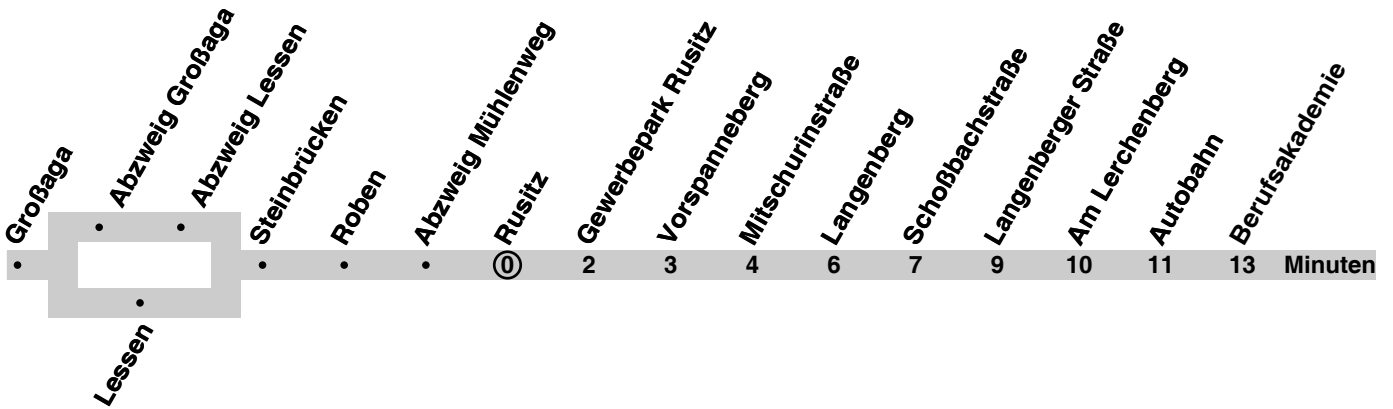 Großaga
Abzweig Großaga
Abzweig Lessen
Lessen
Steinbrücken
Roben
Abzweig Mühlenweg
Rusitz
Gewerbepark Rusitz
Vorspanneberg
Mitschurinstraße
Langenberg
Schoßbachstraße
Langenberger Straße
Am Lerchenberg
Autobahn
Berufsakademie
0 2 3 4 6 7 9 10 11 13 Minuten